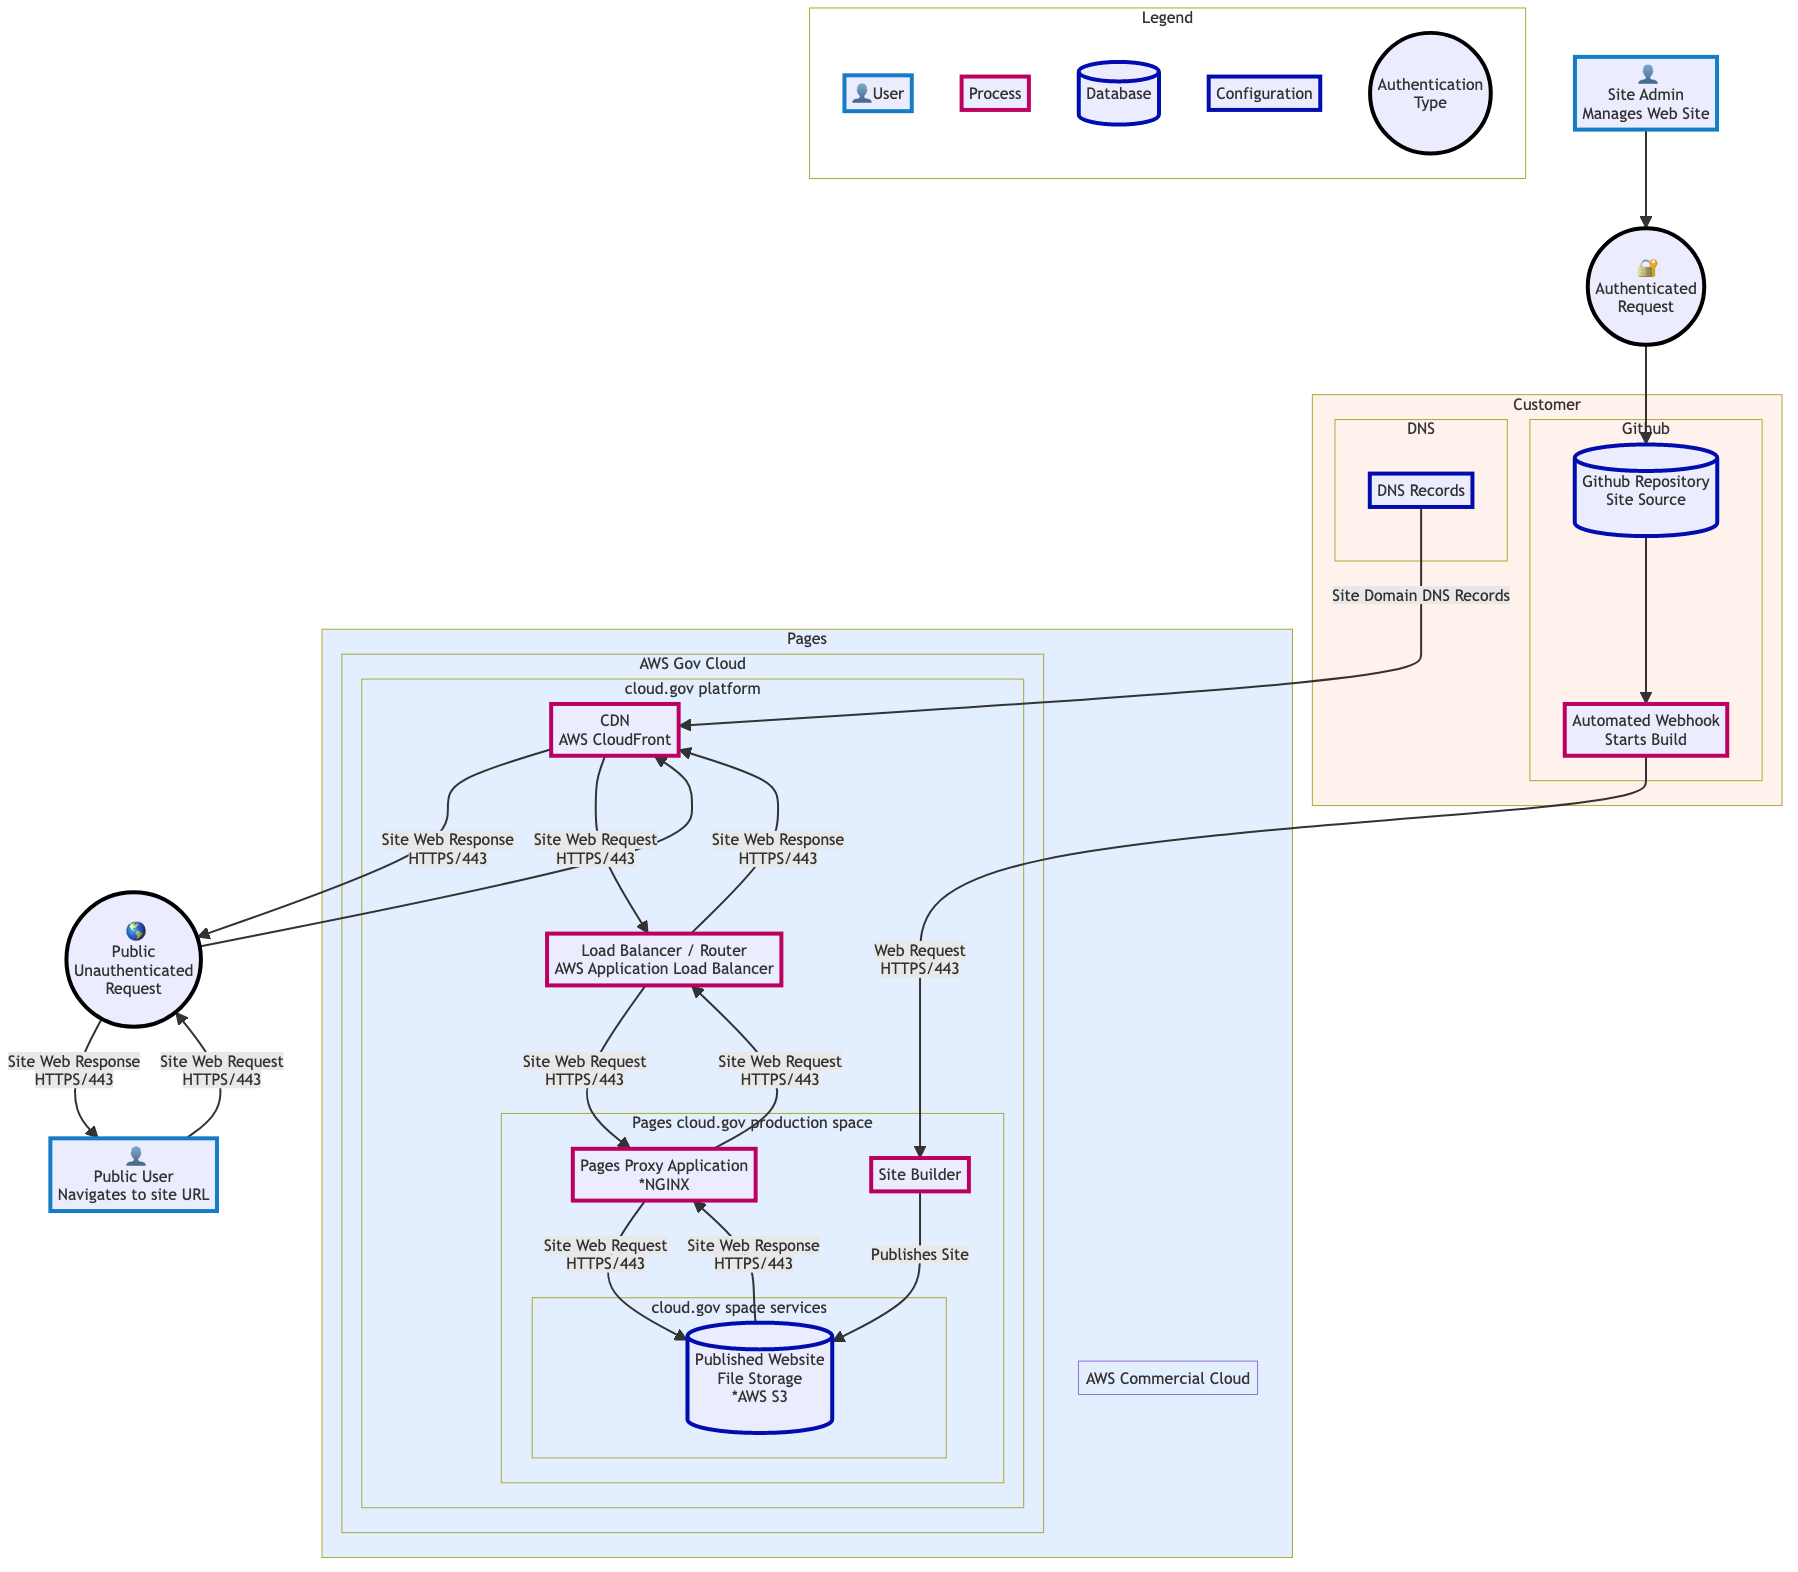 Legend
👤User
Process
Database
Configuration
Authentication
Type
👤
Site Admin
Manages Web Site
🔐
Authenticated
Request
Customer
DNS
Github
DNS Records
Github Repository
Site Source
Site Domain DNS Records
Pages
AWS Gov Cloud
cloud.gov platform
CDN
AWS CloudFront
Automated Webhook
Starts Build
Site Web Response
HTTPS/443
Site Web Request
HTTPS/443
Site Web Response
HTTPS/443
🌎
Public
Unauthenticated
Request
Load Balancer / Router
AWS Application Load Balancer
Web Request
HTTPS/443
Site Web Response
HTTPS/443
Site Web Request
HTTPS/443
Site Web Request
HTTPS/443
Site Web Request
HTTPS/443
Pages cloud.gov production space
👤
Public User
Navigates to site URL
Pages Proxy Application
*NGINX
Site Builder
Site Web Request
HTTPS/443
Site Web Response
HTTPS/443
Publishes Site
cloud.gov space services
Published Website
File Storage
*AWS S3
AWS Commercial Cloud